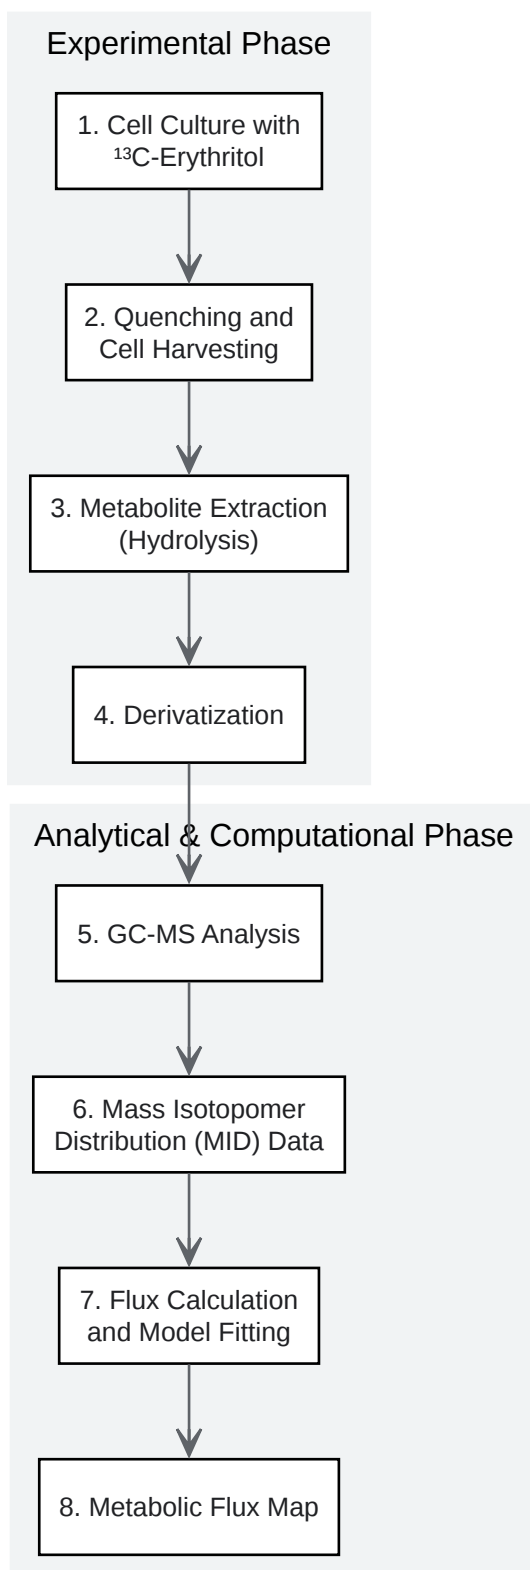 Experimental Phase
1. Cell Culture with
¹³C-Erythritol
2. Quenching and
Cell Harvesting
3. Metabolite Extraction
(Hydrolysis)
4. Derivatization
Analytical & Computational Phase
5. GC-MS Analysis
6. Mass Isotopomer
Distribution (MID) Data
7. Flux Calculation
and Model Fitting
8. Metabolic Flux Map